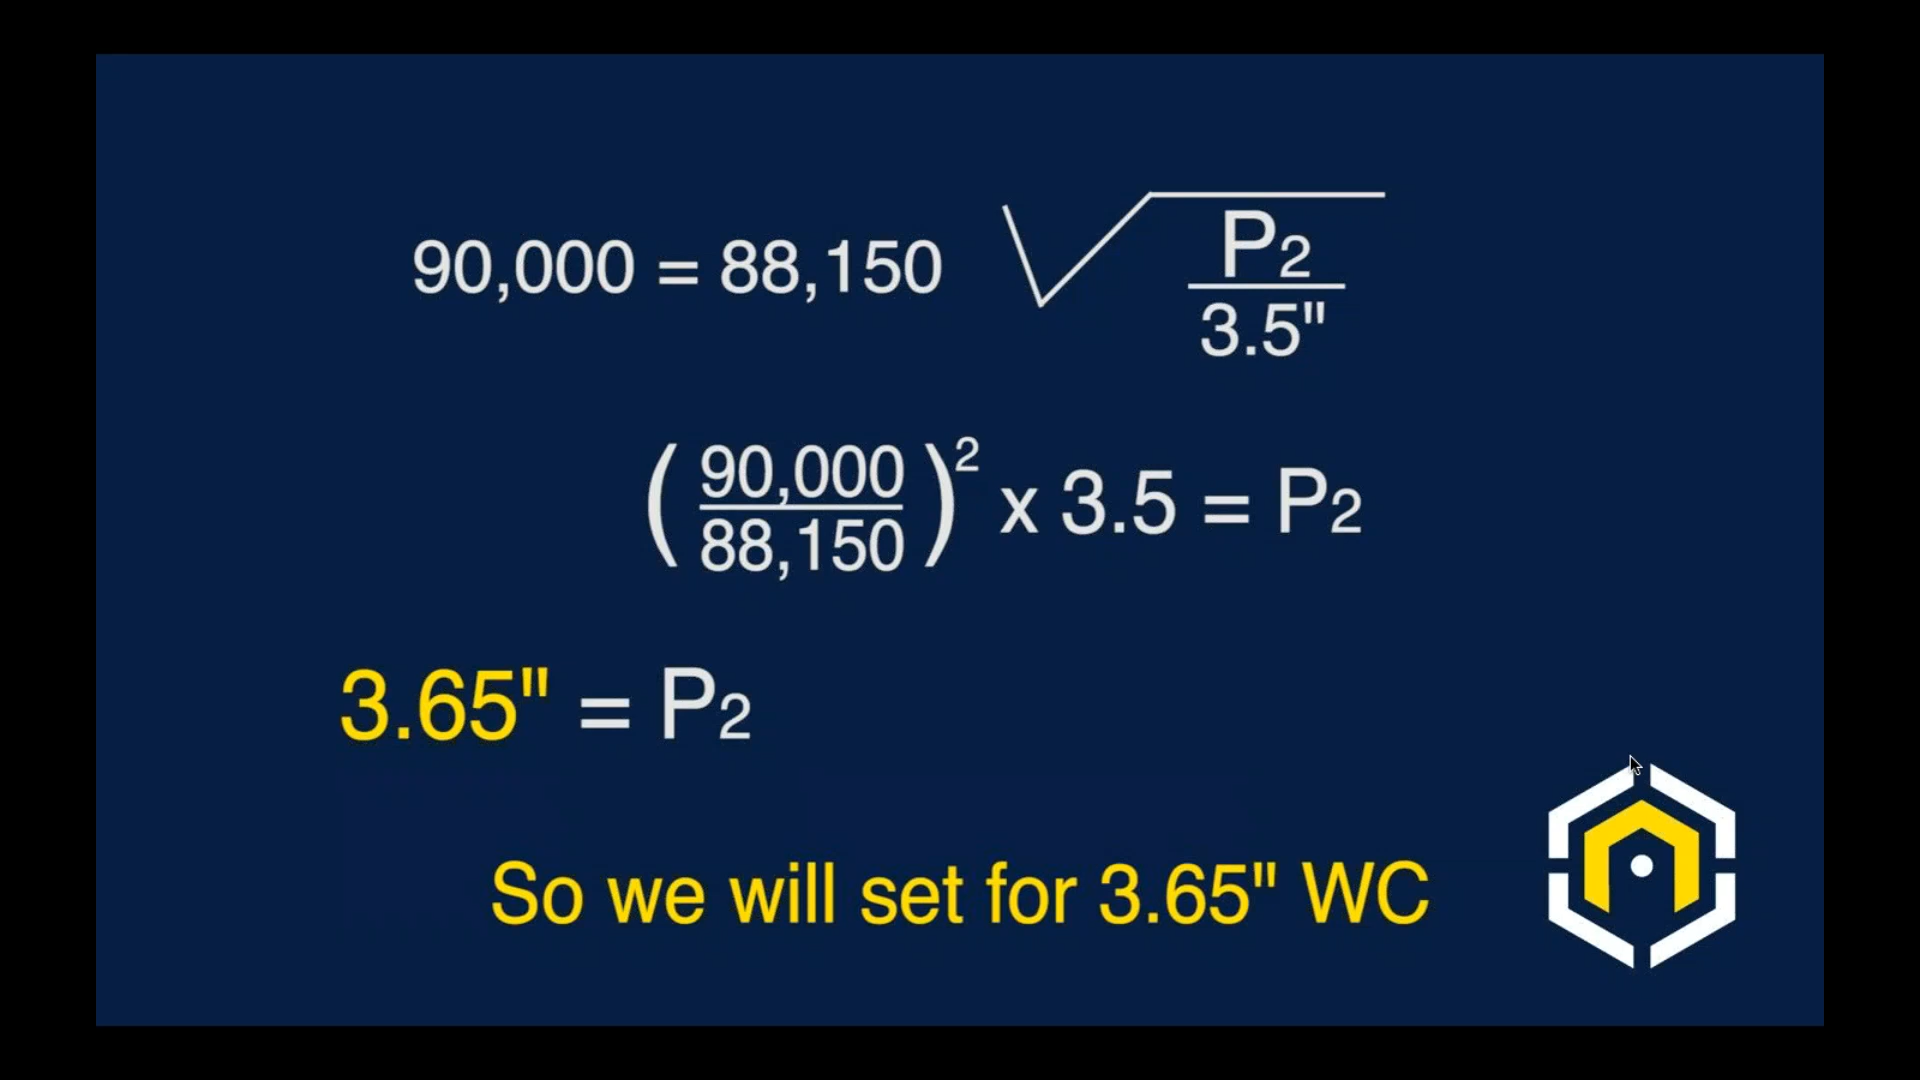 90,000 = 88,150 √ P₂ / 3.5"
( 90,000 / 88,150 )² x 3.5 = P₂
3.65" = P₂
So we will set for 3.65" WC